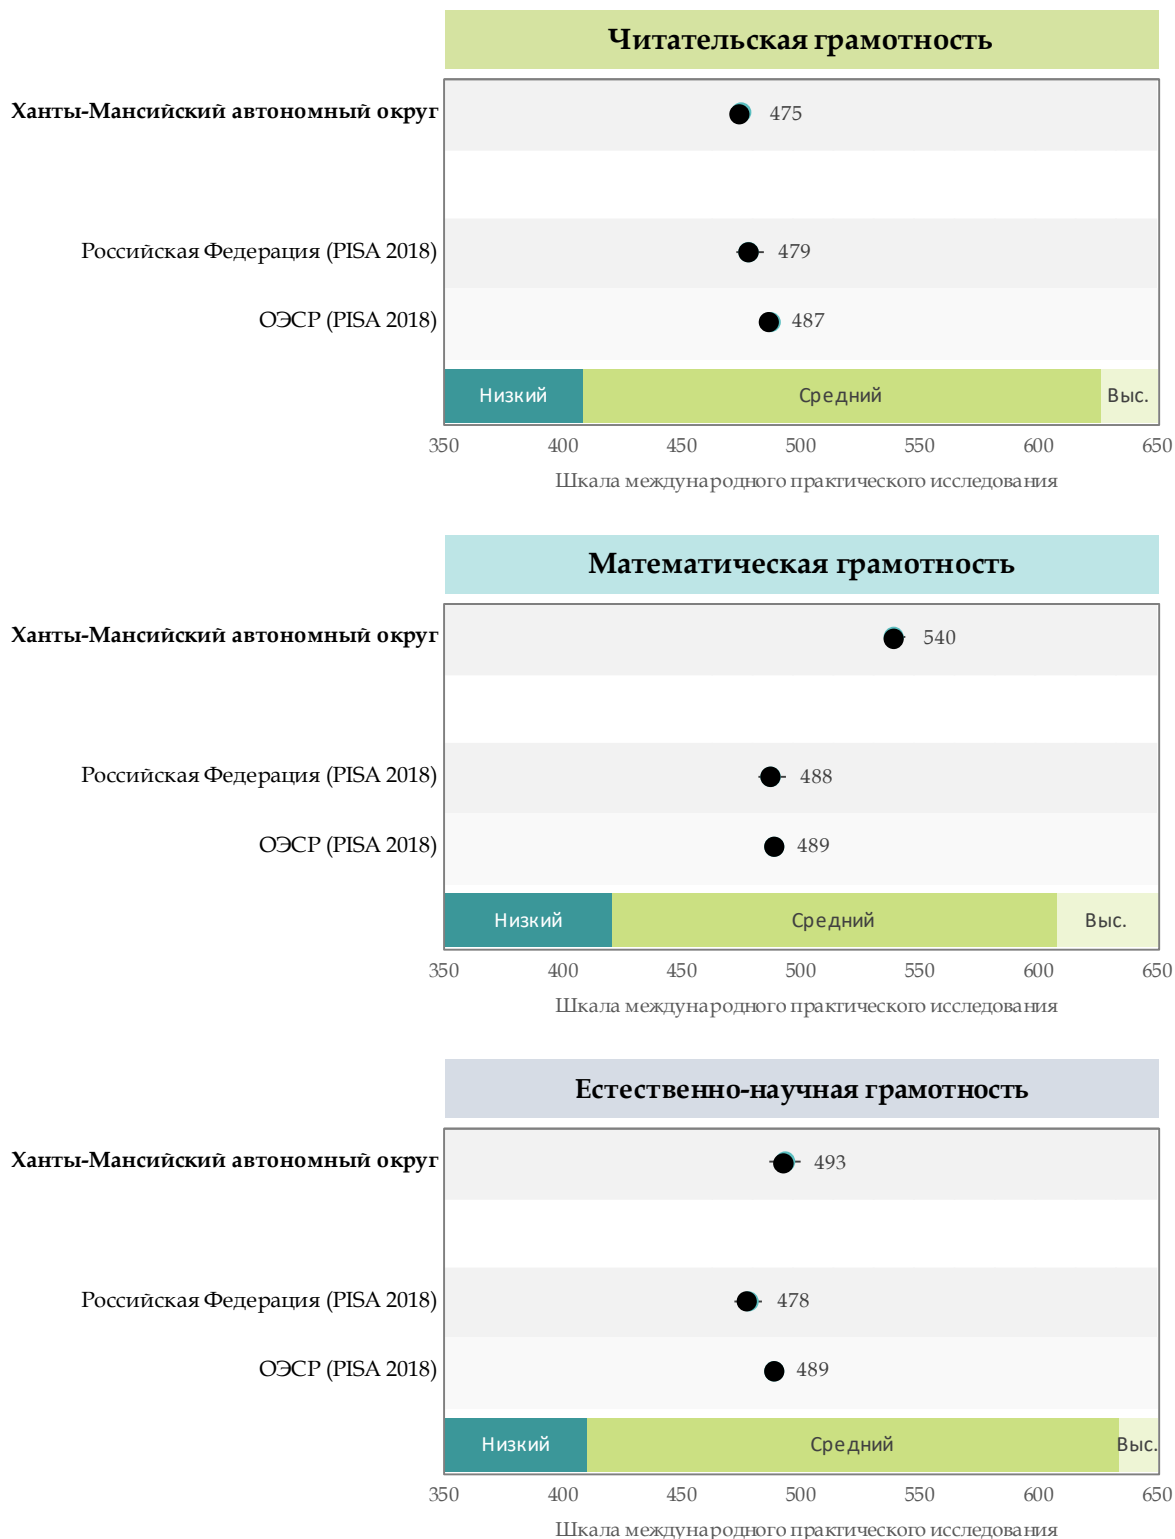 Читательская грамотность
Ханты-Мансийский автономный округ 475
Российская Федерация (PISA 2018) 479
ОЭСР (PISA 2018) 487
Низкий Средний Выс.
350 400 450 500 550 600 650
Шкала международного практического исследования
Математическая грамотность
Ханты-Мансийский автономный округ 540
Российская Федерация (PISA 2018) 488
ОЭСР (PISA 2018) 489
Низкий Средний Выс.
350 400 450 500 550 600 650
Шкала международного практического исследования
Естественно-научная грамотность
Ханты-Мансийский автономный округ 493
Российская Федерация (PISA 2018) 478
ОЭСР (PISA 2018) 489
Низкий Средний Выс.
350 400 450 500 550 600 650
Шкала международного практического исследования